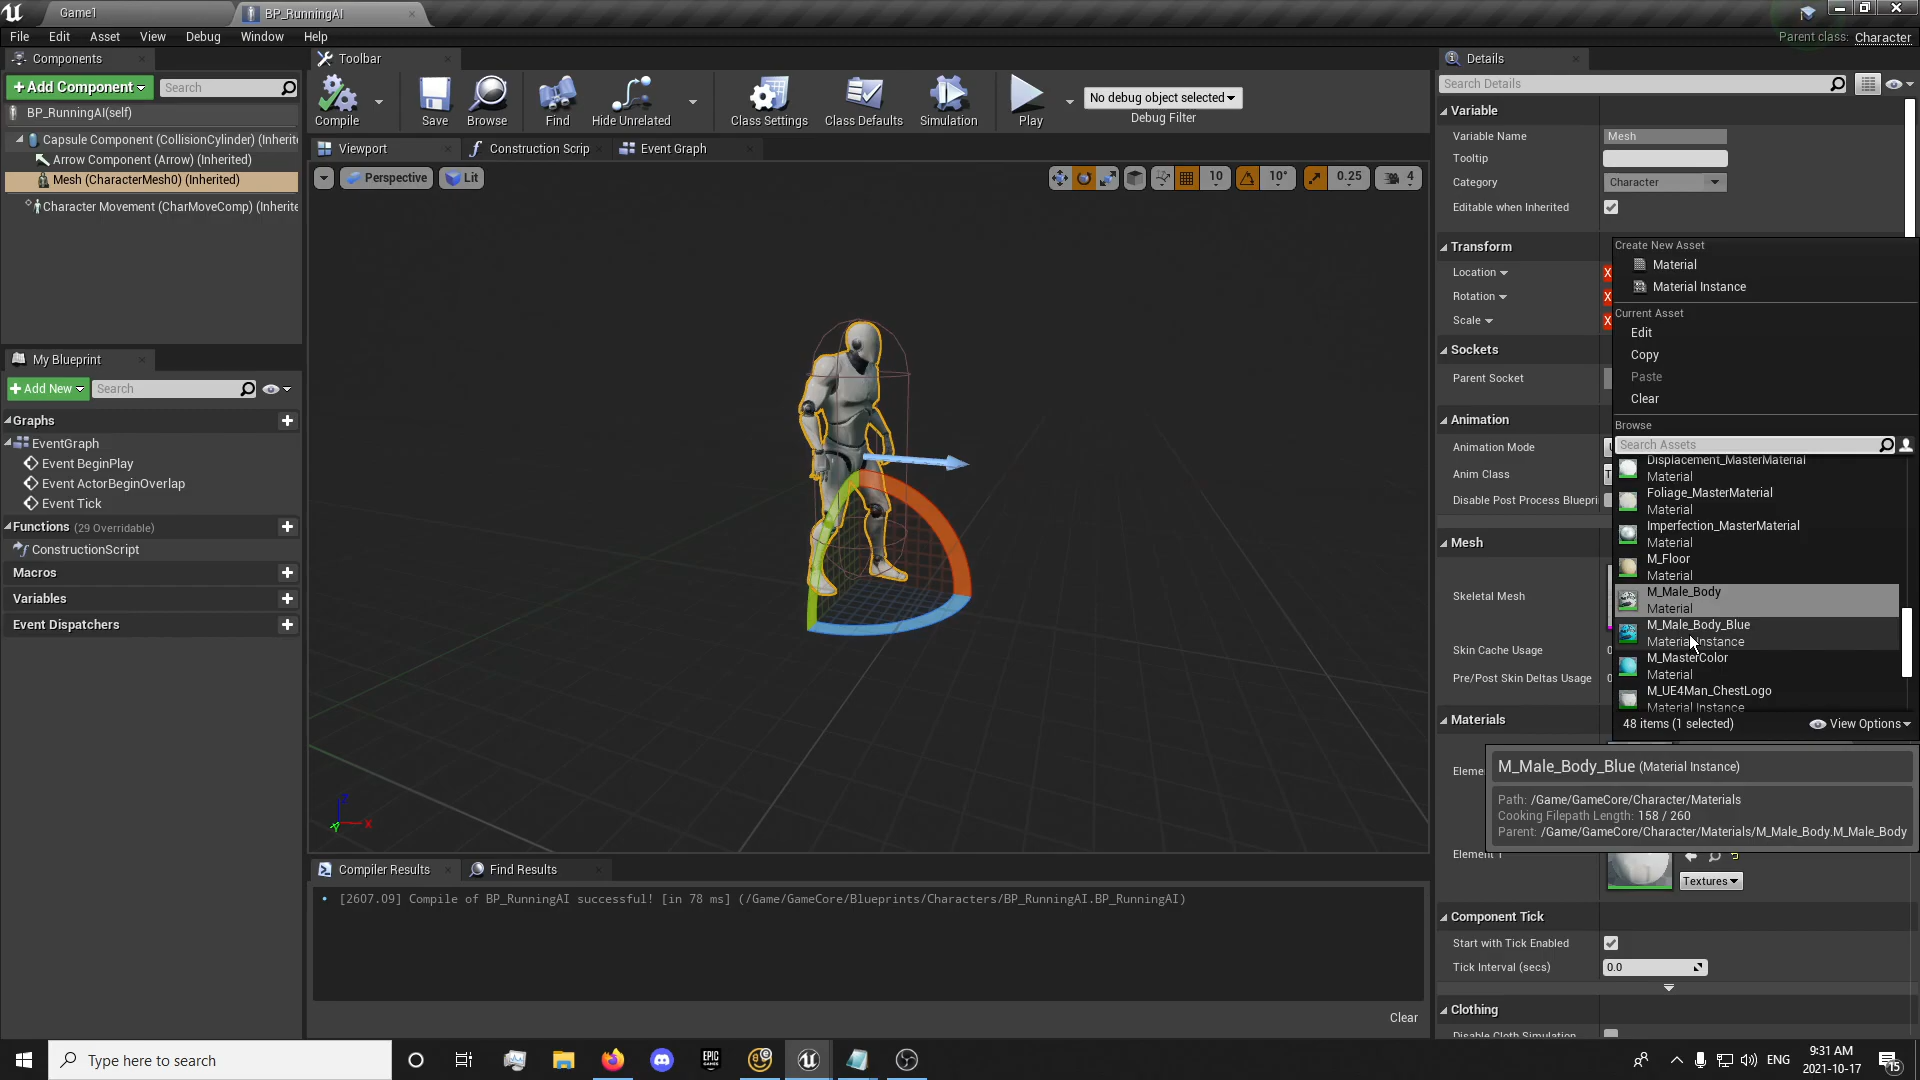 Game1
BP_RunningAI
File Edit Asset View Debug Window Help
Parent class: Character
Components
Add Component
Search
BP_RunningAI(self)
Capsule Component (CollisionCylinder) (Inherit
Arrow Component (Arrow) (Inherited)
Mesh (CharacterMesh0) (Inherited)
Character Movement (CharMoveComp) (Inherite
My Blueprint
Add New
Search
Graphs
EventGraph
Event BeginPlay
Event ActorBeginOverlap
Event Tick
Functions (29 Overridable)
ConstructionScript
Macros
Variables
Event Dispatchers
Toolbar
Compile
Save
Browse
Find
Hide Unrelated
Class Settings
Class Defaults
Simulation
Play
No debug object selected
Debug Filter
Viewport
Construction Scrip
Event Graph
Perspective
Lit
10
10°
0.25
4
Z
X
Y
Compiler Results
Find Results
[2607.09] Compile of BP_RunningAI successful! [in 78 ms] (/Game/GameCore/Blueprints/Characters/BP_RunningAI.BP_RunningAI)
Clear
Details
Search Details
Variable
Variable Name
Mesh
Tooltip
Category
Character
Editable when Inherited
Transform
Location
X
Rotation
X
Scale
X
Sockets
Parent Socket
Animation
Animation Mode
Anim Class
Disable Post Process Bluepri
Mesh
Skeletal Mesh
Skin Cache Usage
Pre/Post Skin Deltas Usage
Materials
Create New Asset
Material
Material Instance
Current Asset
Edit
Copy
Paste
Clear
Browse
Search Assets
Displacement_MasterMaterial
Material
Foliage_MasterMaterial
Material
Imperfection_MasterMaterial
Material
M_Floor
Material
M_Male_Body
Material
M_Male_Body_Blue
Material Instance
M_MasterColor
Material
M_UE4Man_ChestLogo
Material Instance
48 items (1 selected)
View Options
Eleme
M_Male_Body_Blue (Material Instance)
Path: /Game/GameCore/Character/Materials
Cooking Filepath Length: 158 / 260
Parent: /Game/GameCore/Character/Materials/M_Male_Body.M_Male_Body
Element 1
Textures
Component Tick
Start with Tick Enabled
Tick Interval (secs)
0.0
Clothing
Disable Cloth Simulation
Type here to search
EPIC
ENG
9:31 AM
2021-10-17
15